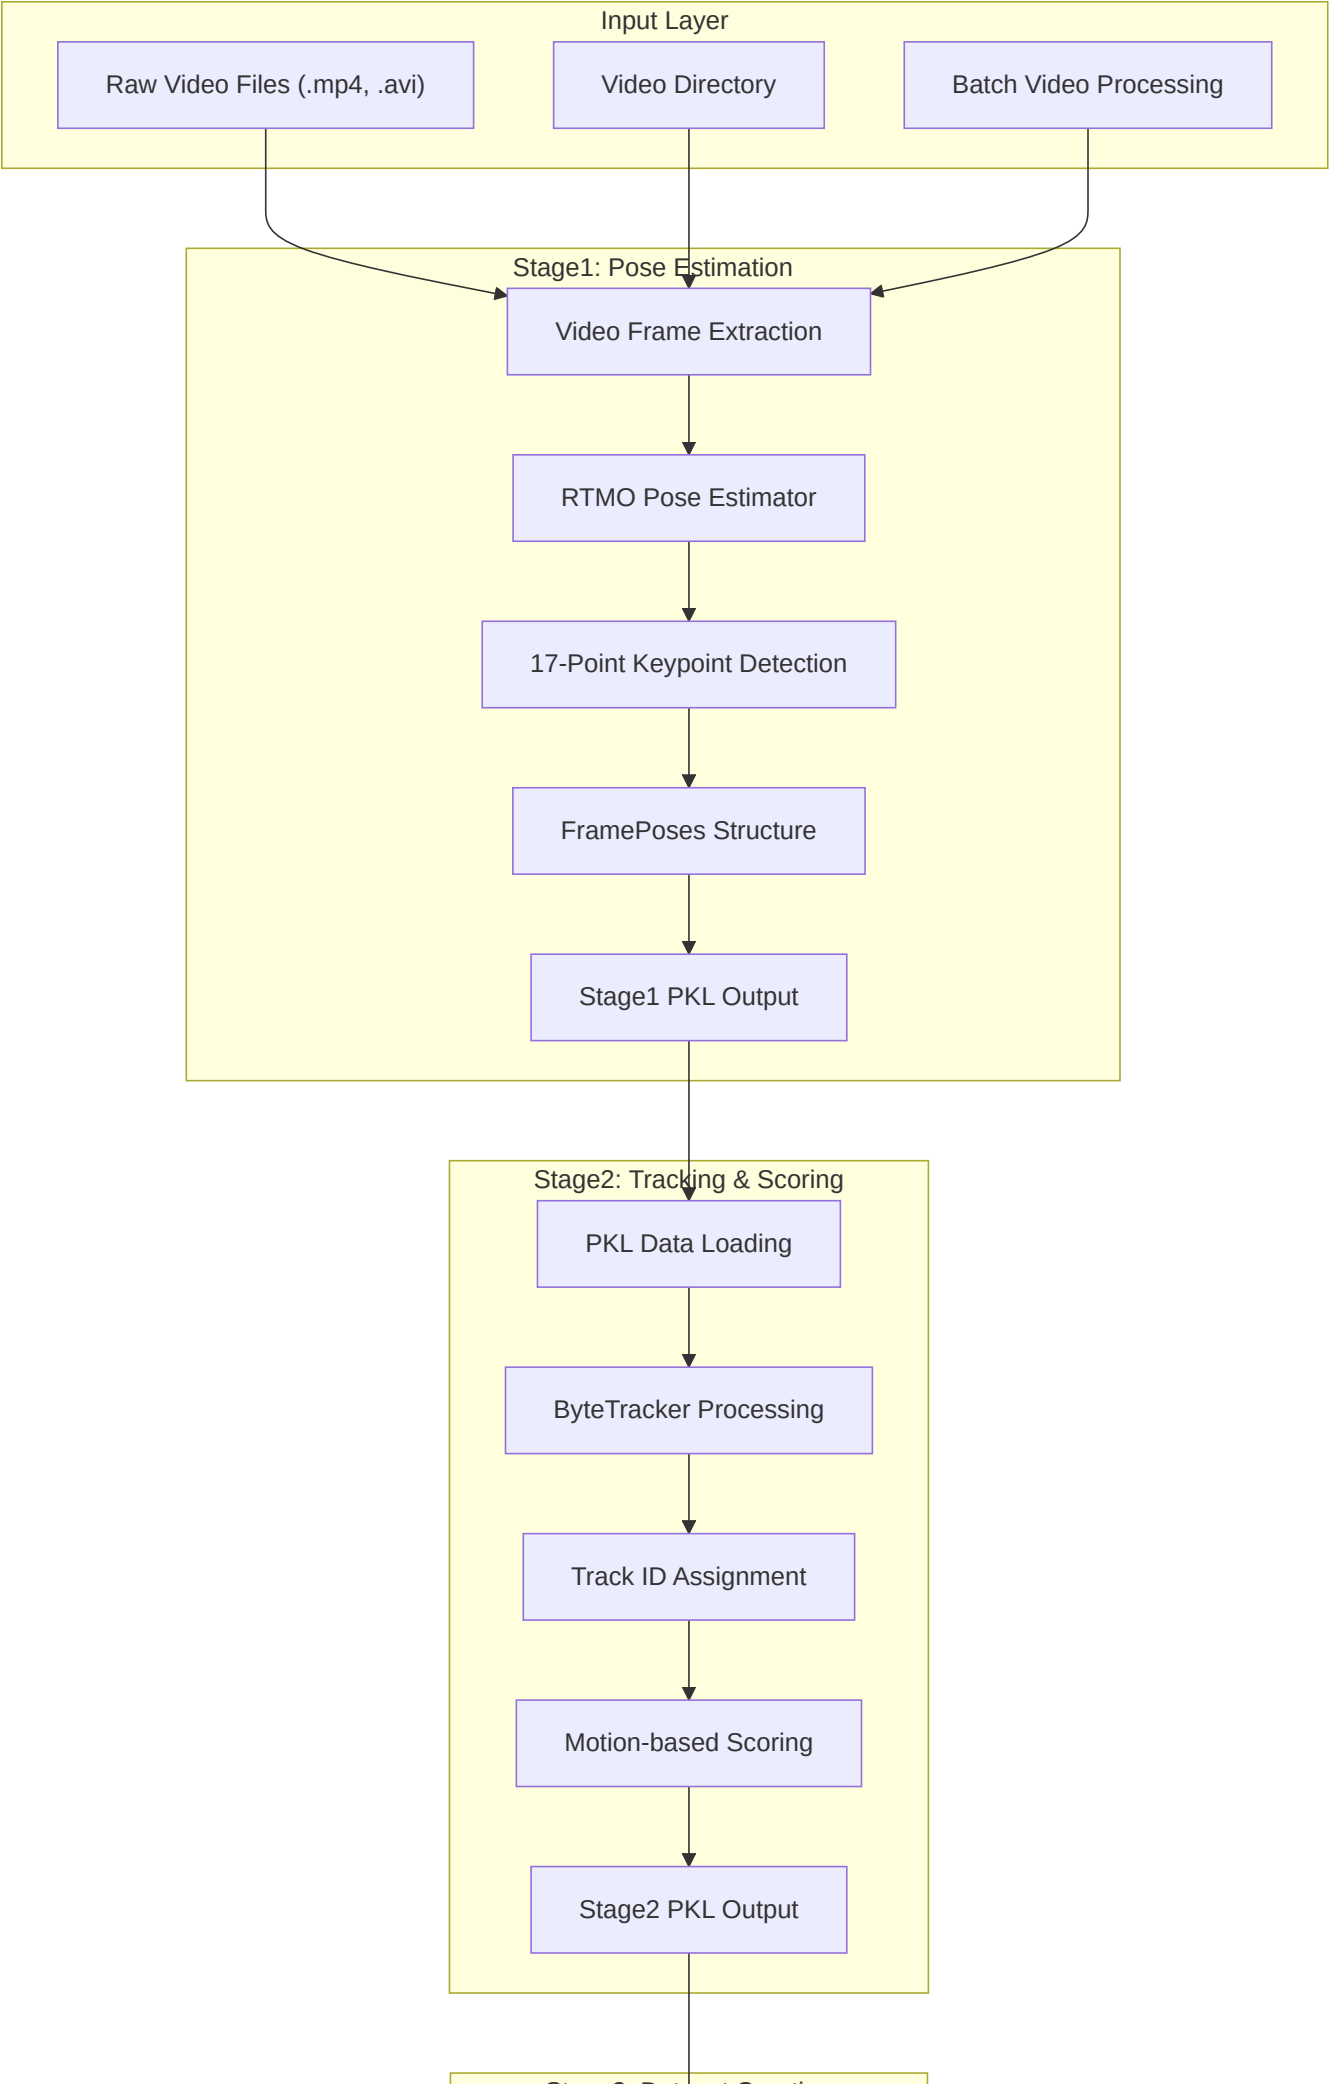 Input Layer
Raw Video Files (.mp4, .avi)
Video Directory
Batch Video Processing
Stage1: Pose Estimation
Video Frame Extraction
RTMO Pose Estimator
17-Point Keypoint Detection
FramePoses Structure
Stage1 PKL Output
Stage2: Tracking & Scoring
PKL Data Loading
ByteTracker Processing
Track ID Assignment
Motion-based Scoring
Stage2 PKL Output